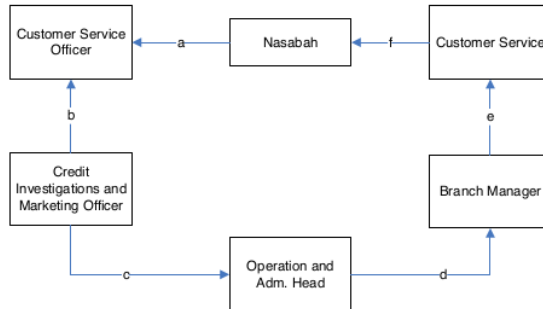 Customer Service
Officer
a
Nasabah
f
Customer Service
b
e
Credit
Investigations and
Marketing Officer
Branch Manager
c
Operation and
Adm. Head
d